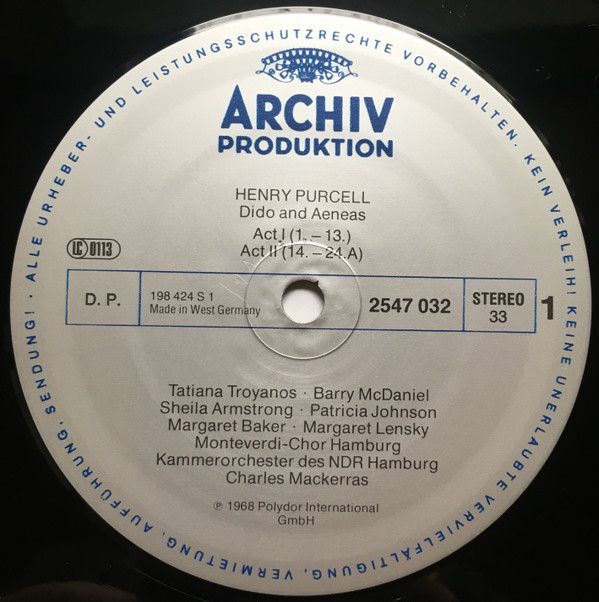 ALLE URHEBER- UND LEISTUNGSSCHUTZRECHTE VORBEHALTEN. KEIN VERLEIH! KEINE UNERLAUBTE VERVIELFÄLTIGUNG, VERMIETUNG, AUFFÜHRUNG, SENDUNG! ·
ARCHIV
PRODUKTION
HENRY PURCELL
Dido and Aeneas
Act I (1. – 13.)
Act II (14. – 24.A)
LC 0113
D. P.
198 424 S 1
Made in West Germany
2547 032
STEREO
33
1
Tatiana Troyanos · Barry McDaniel
Sheila Armstrong · Patricia Johnson
Margaret Baker · Margaret Lensky
Monteverdi-Chor Hamburg
Kammerorchester des NDR Hamburg
Charles Mackerras
℗ 1968 Polydor International
GmbH